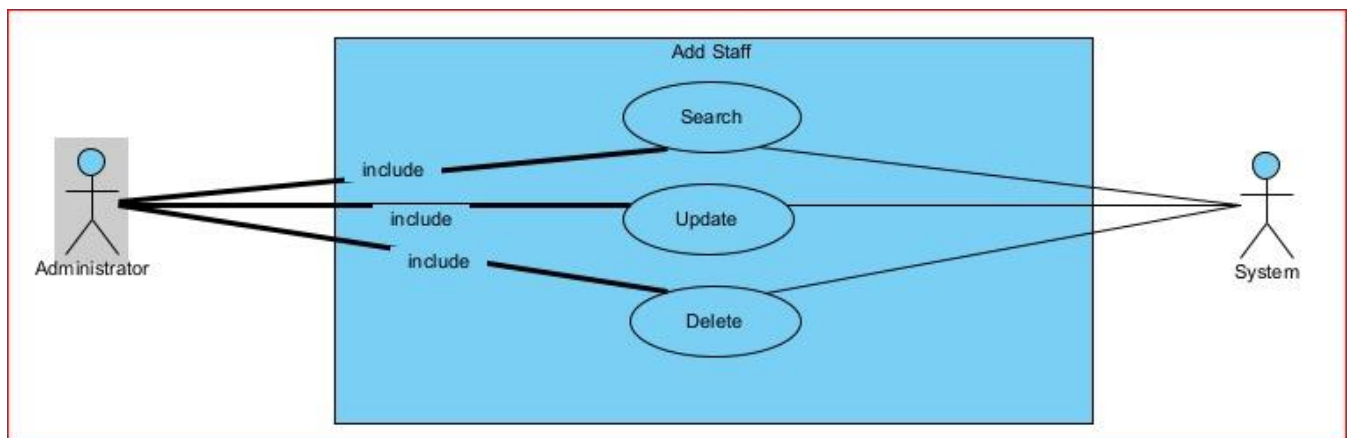 Add Staff
Search
include
include
Update
include
Administrator
System
Delete